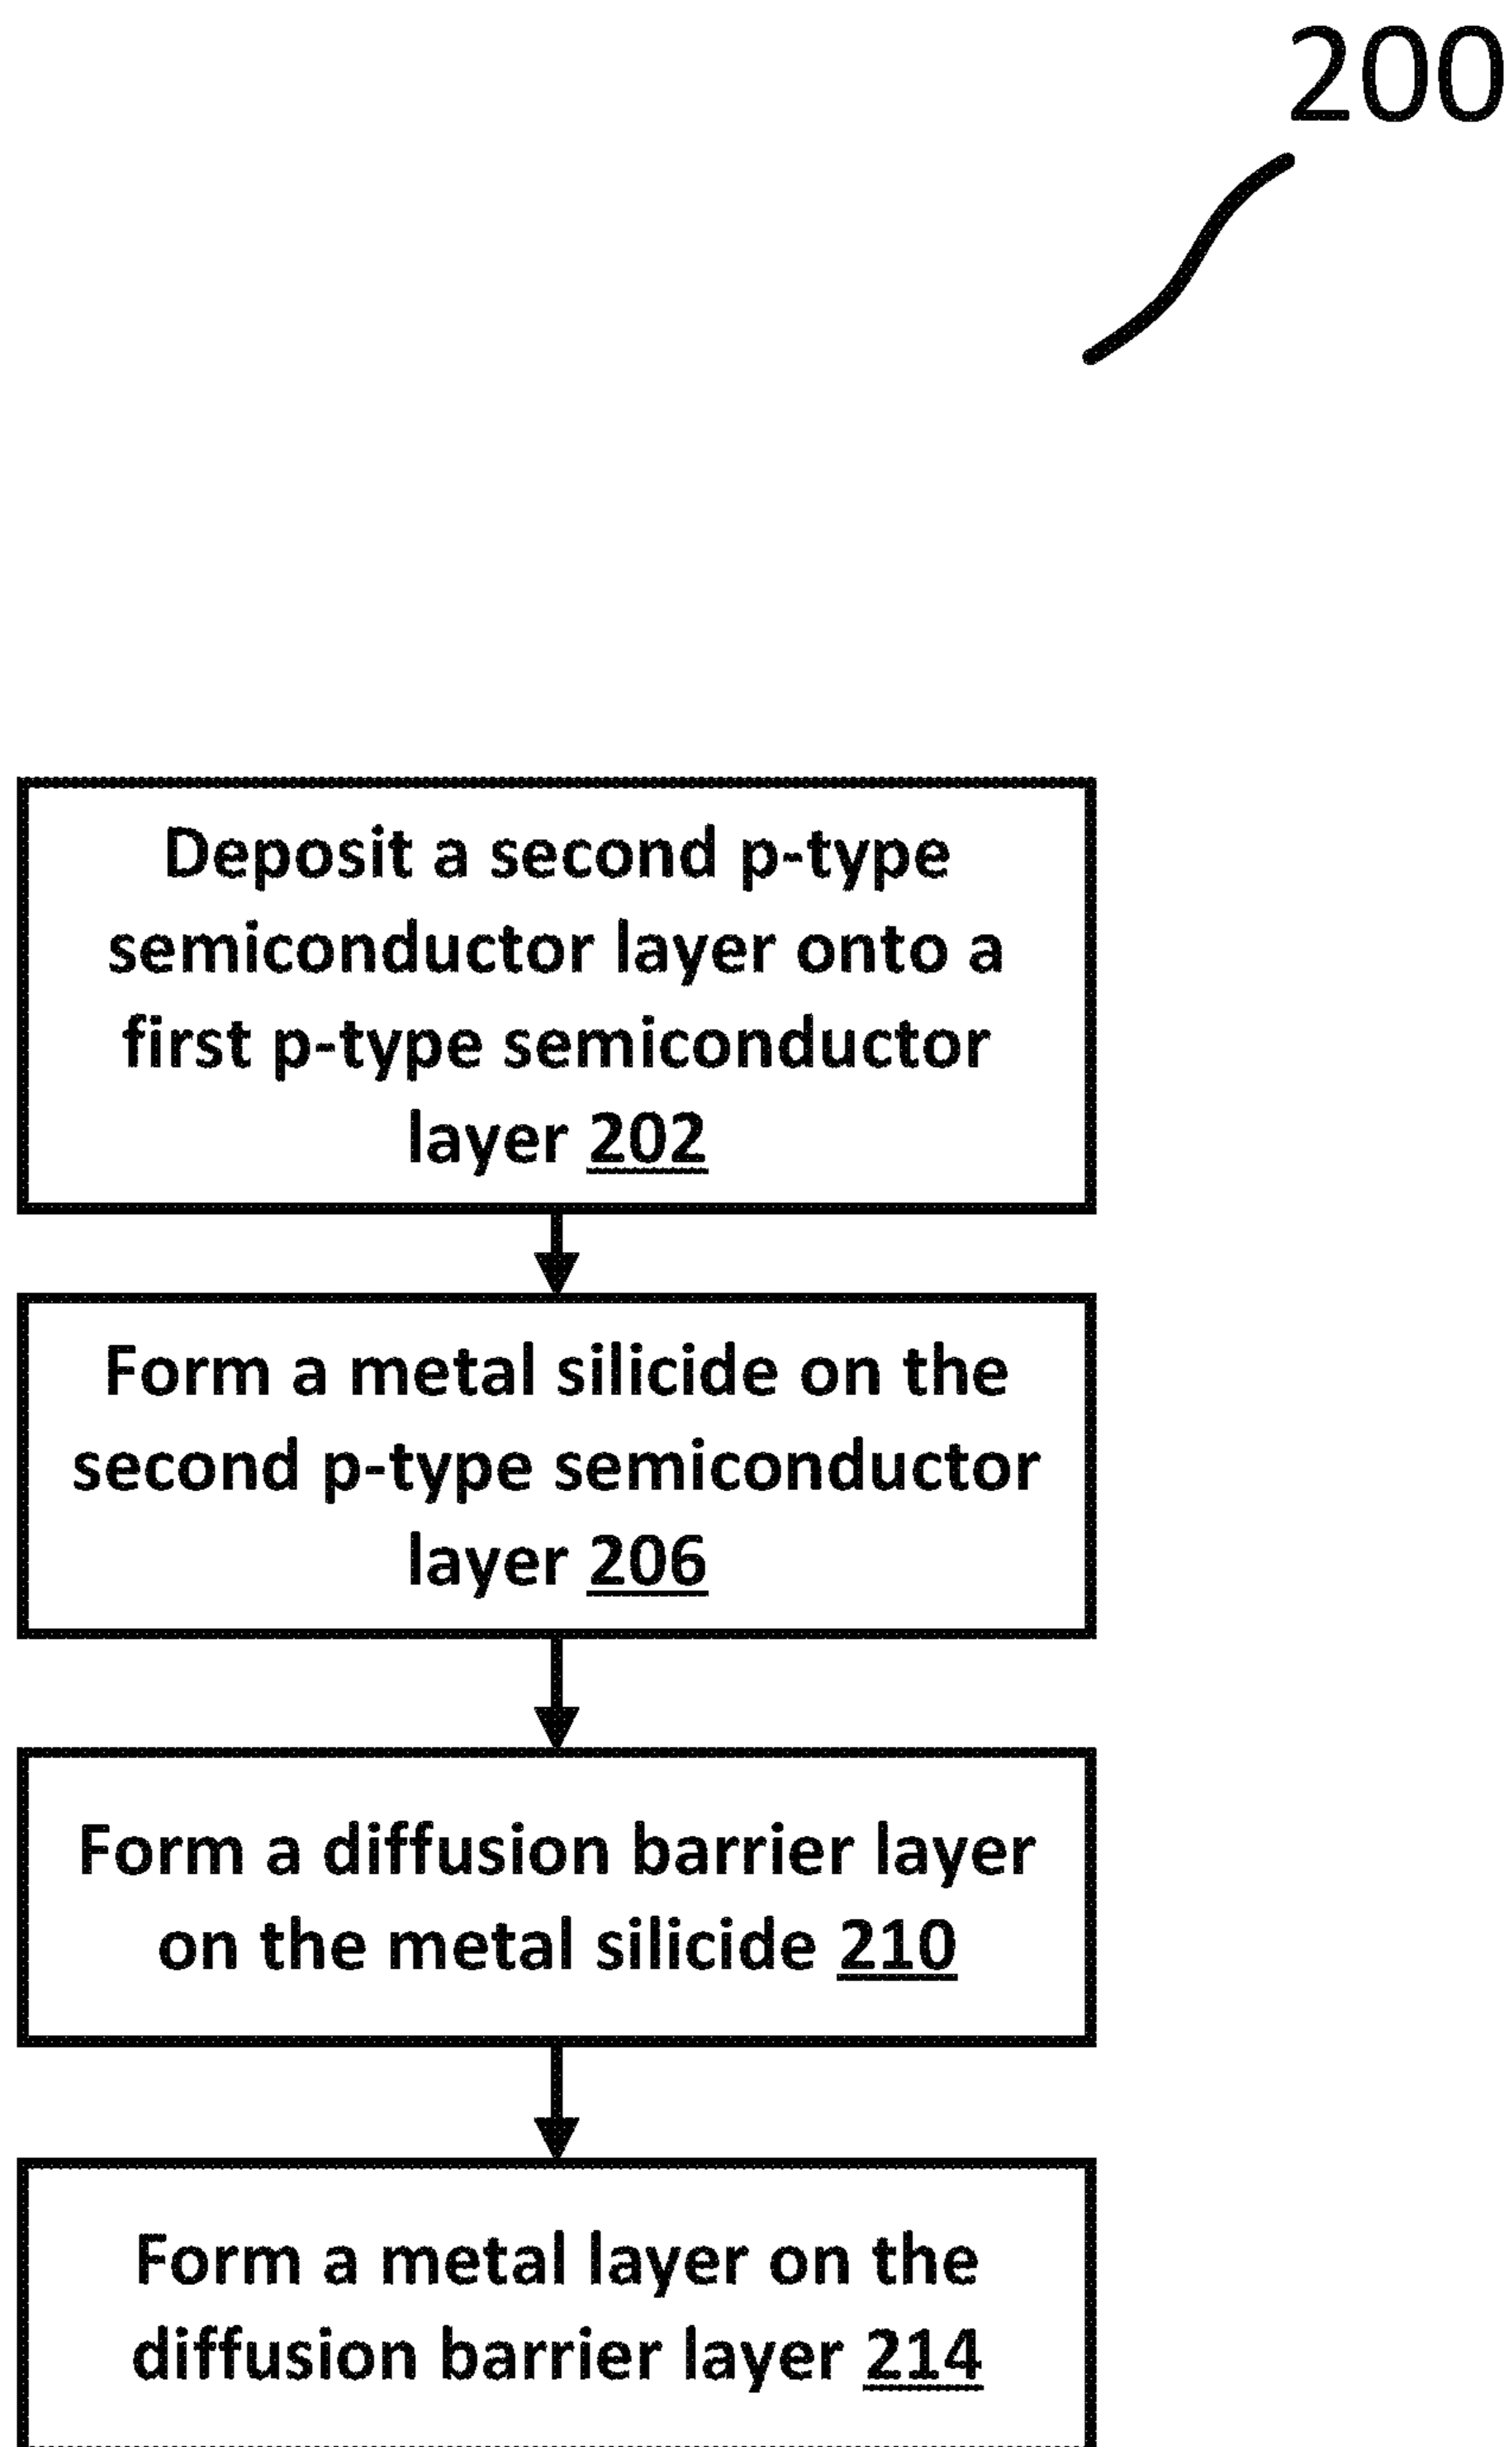 200
Deposit a second p-type
semiconductor layer onto a
first p-type semiconductor
layer 202
Form a metal silicide on the
second p-type semiconductor
layer 206
Form a diffusion barrier layer
on the metal silicide 210
Form a metal layer on the
diffusion barrier layer 214